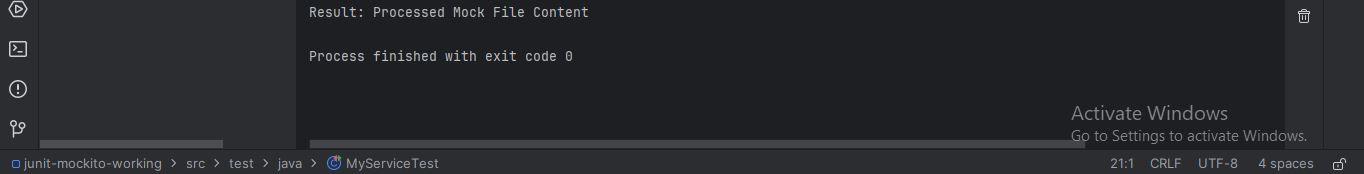 Result: Processed Mock File Content
Process finished with exit code 0
Activate Windows
Go to Settings to activate Windows.
junit-mockito-working > src > test > java > MyServiceTest 21:1 CRLF UTF-8 4 spaces